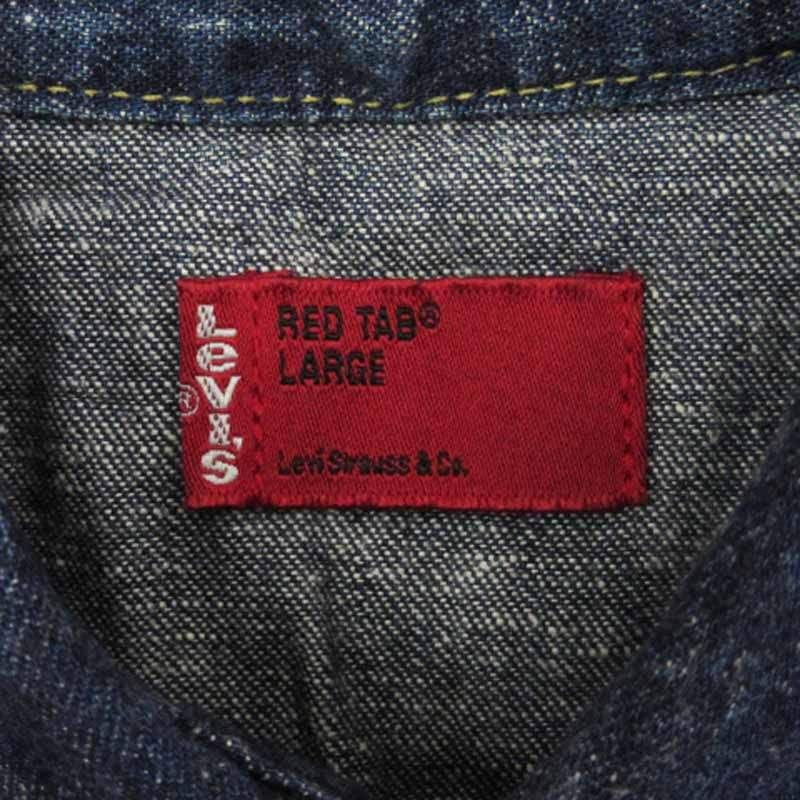 LEVI'S
®
RED TAB®
LARGE
Levi Strauss & Co.